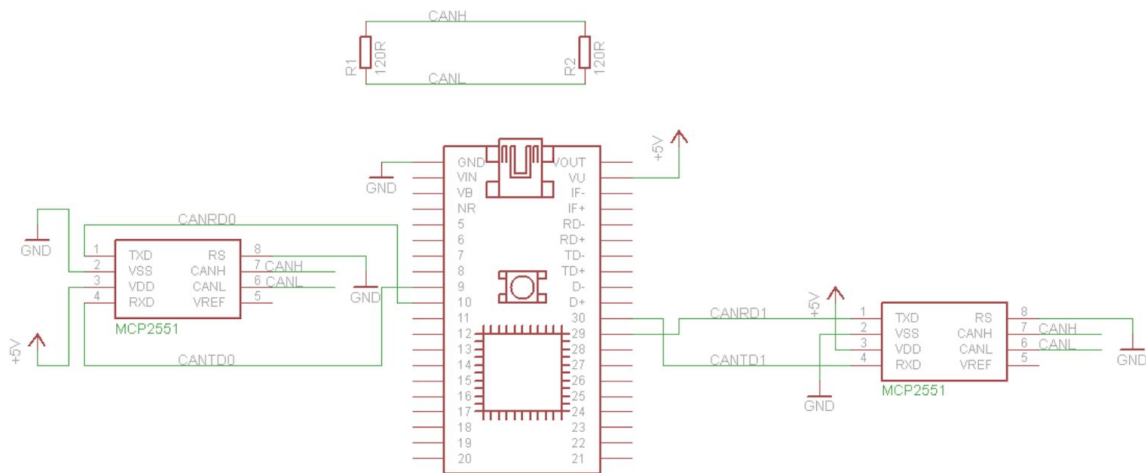 CANH
R1
120R
R2
120R
CANL
+5V
GND
GND VOUT
VIN VU
VB IF-
NR IF+
5 RD-
6 RD+
7 TD-
8 TD+
9 D-
10 D+
11 30
12 29
13 28
14 27
15 26
16 25
17 24
18 23
19 22
20 21
GND
CANRD0
1 TXD RS 8
2 VSS CANH 7 CANH
3 VDD CANL 6 CANL
4 RXD VREF 5
GND
MCP2551
+5V
CANTD0
CANRD1
+5V
1 TXD RS 8
2 VSS CANH 7 CANH
3 VDD CANL 6 CANL
4 RXD VREF 5
GND
CANTD1
MCP2551
GND